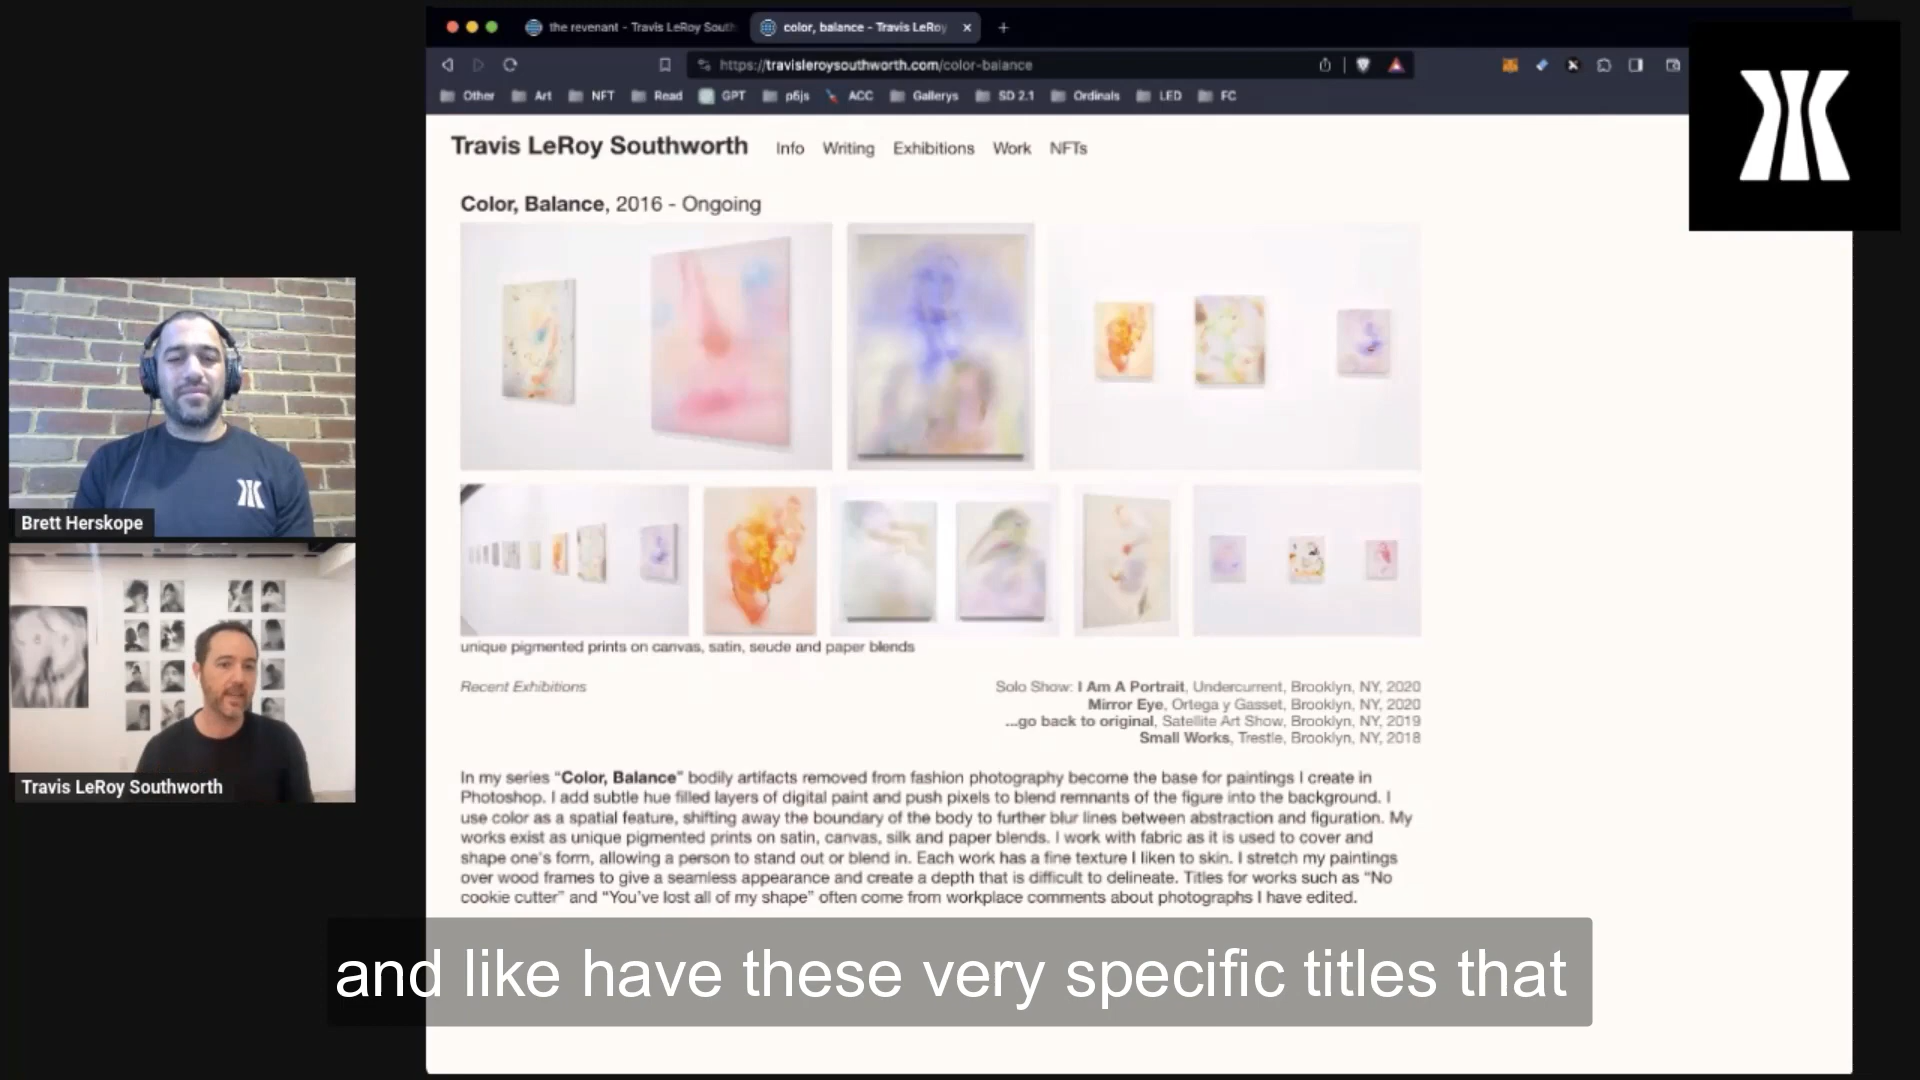 the revenant - Travis LeRoy South
color, balance - Travis LeRoy
https://travisleroysouthworth.com/color-balance
Other Art NFT Read GPT p5js ACC Gallerys SD 2.1 Ordinals LED FC
Travis LeRoy Southworth Info Writing Exhibitions Work NFTs
Color, Balance, 2016 - Ongoing
unique pigmented prints on canvas, satin, seude and paper blends
Recent Exhibitions
Solo Show: I Am A Portrait, Undercurrent, Brooklyn, NY, 2020
Mirror Eye, Ortega y Gasset, Brooklyn, NY, 2020
...go back to original, Satellite Art Show, Brooklyn, NY, 2019
Small Works, Trestle, Brooklyn, NY, 2018
In my series “Color, Balance” bodily artifacts removed from fashion photography become the base for paintings I create in
Photoshop. I add subtle hue filled layers of digital paint and push pixels to blend remnants of the figure into the background. I
use color as a spatial feature, shifting away the boundary of the body to further blur lines between abstraction and figuration. My
works exist as unique pigmented prints on satin, canvas, silk and paper blends. I work with fabric as it is used to cover and
shape one's form, allowing a person to stand out or blend in. Each work has a fine texture I liken to skin. I stretch my paintings
over wood frames to give a seamless appearance and create a depth that is difficult to delineate. Titles for works such as “No
cookie cutter” and “You’ve lost all of my shape” often come from workplace comments about photographs I have edited.
Brett Herskope
Travis LeRoy Southworth
and like have these very specific titles that